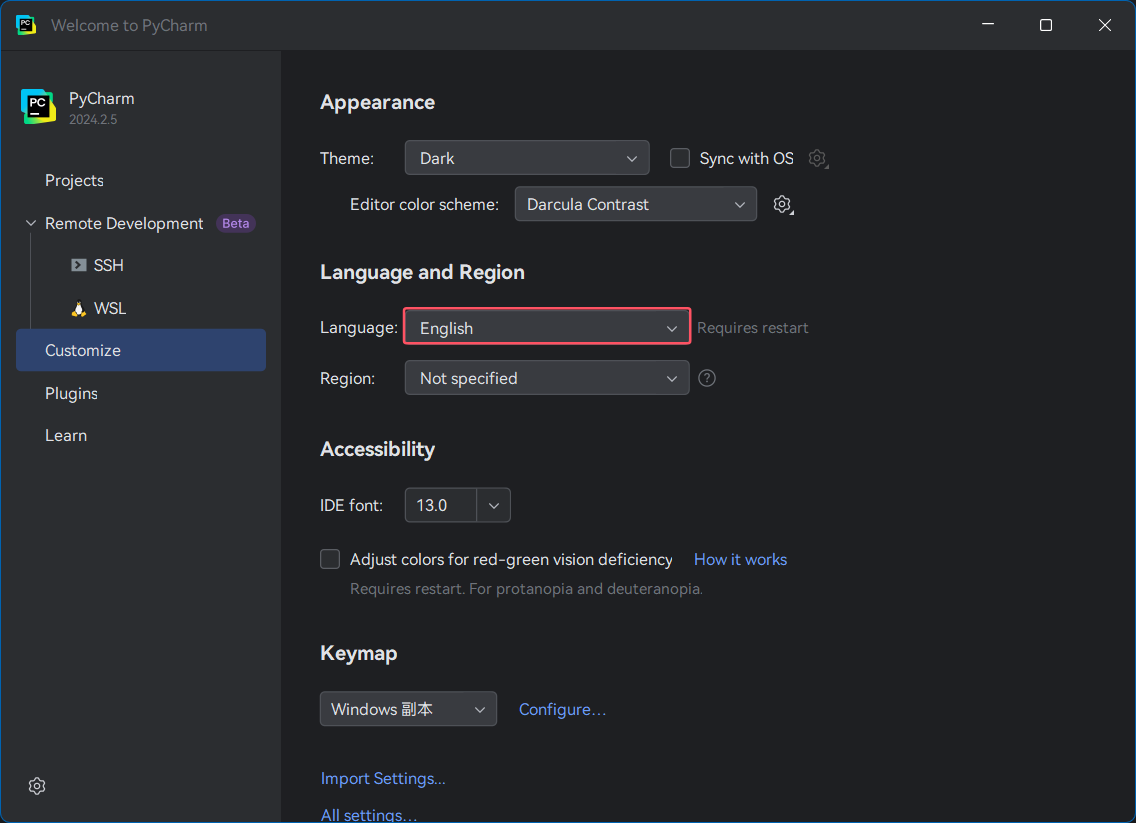 Welcome to PyCharm
PyCharm
2024.2.5
Projects
Remote Development Beta
SSH
WSL
Customize
Plugins
Learn
Appearance
Theme: Dark Sync with OS
Editor color scheme: Darcula Contrast
Language and Region
Language: English Requires restart
Region: Not specified
Accessibility
IDE font: 13.0
Adjust colors for red-green vision deficiency How it works
Requires restart. For protanopia and deuteranopia.
Keymap
Windows 副本 Configure...
Import Settings...
All settings...